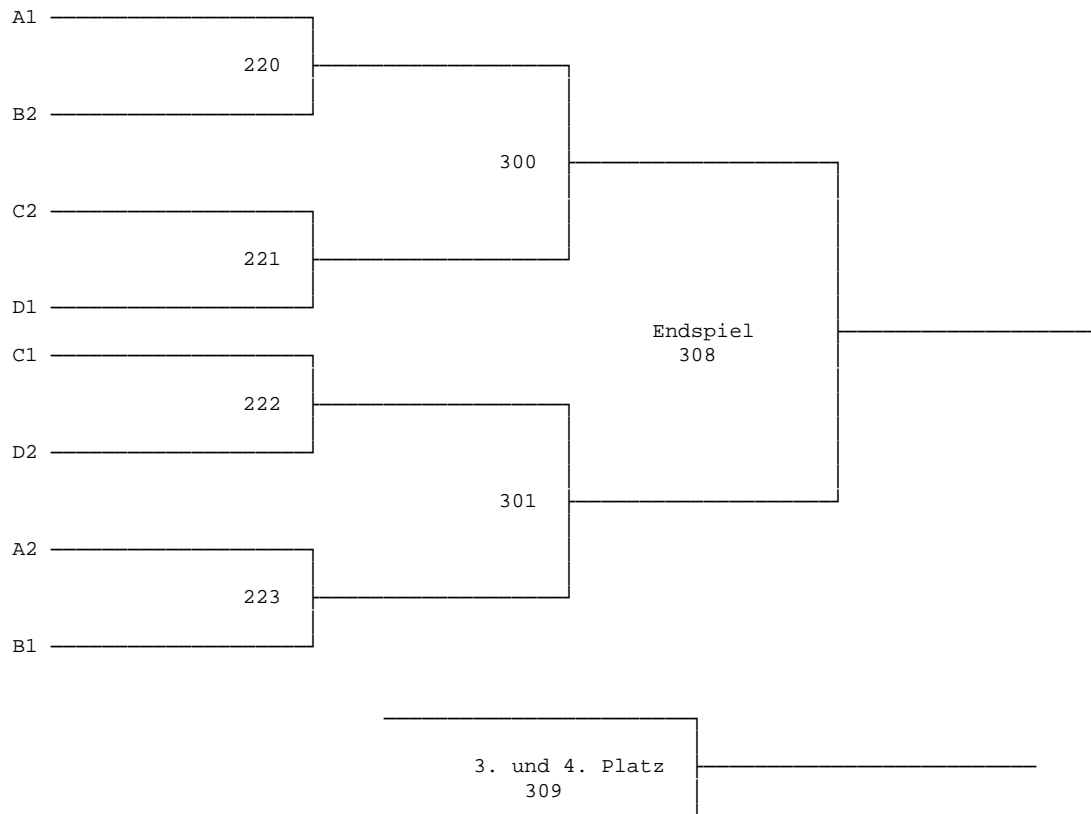 A1
220
B2
300
C2
221
D1
Endspiel
308
C1
222
D2
301
A2
223
B1
3. und 4. Platz
309